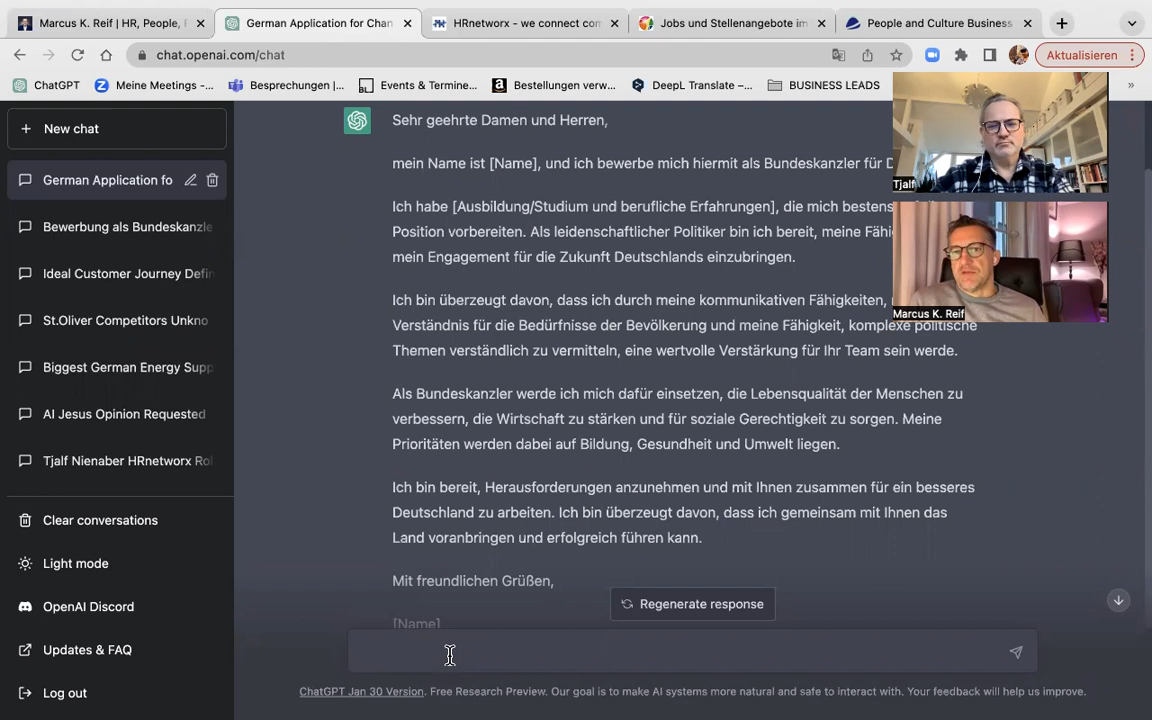 Marcus K. Reif | HR, People,
German Application for Chan
HRnetworx - we connect com
Jobs und Stellenangebote im
People and Culture Business
chat.openai.com/chat
Aktualisieren
ChatGPT
Meine Meetings -...
Besprechungen |...
Events & Termine...
Bestellungen verw...
DeepL Translate –...
BUSINESS LEADS
»
New chat
German Application fo
Bewerbung als Bundeskanzle
Ideal Customer Journey Defin
St.Oliver Competitors Unkno
Biggest German Energy Supp
AI Jesus Opinion Requested
Tjalf Nienaber HRnetworx Rol
Clear conversations
Light mode
OpenAI Discord
Updates & FAQ
Log out
Sehr geehrte Damen und Herren,
mein Name ist [Name], und ich bewerbe mich hiermit als Bundeskanzler für D
Ich habe [Ausbildung/Studium und berufliche Erfahrungen], die mich bestens
Position vorbereiten. Als leidenschaftlicher Politiker bin ich bereit, meine Fähig
mein Engagement für die Zukunft Deutschlands einzubringen.
Ich bin überzeugt davon, dass ich durch meine kommunikativen Fähigkeiten,
Verständnis für die Bedürfnisse der Bevölkerung und meine Fähigkeit, komplexe politische
Themen verständlich zu vermitteln, eine wertvolle Verstärkung für Ihr Team sein werde.
Als Bundeskanzler werde ich mich dafür einsetzen, die Lebensqualität der Menschen zu
verbessern, die Wirtschaft zu stärken und für soziale Gerechtigkeit zu sorgen. Meine
Prioritäten werden dabei auf Bildung, Gesundheit und Umwelt liegen.
Ich bin bereit, Herausforderungen anzunehmen und mit Ihnen zusammen für ein besseres
Deutschland zu arbeiten. Ich bin überzeugt davon, dass ich gemeinsam mit Ihnen das
Land voranbringen und erfolgreich führen kann.
Mit freundlichen Grüßen,
[Name]
Regenerate response
ChatGPT Jan 30 Version. Free Research Preview. Our goal is to make AI systems more natural and safe to interact with. Your feedback will help us improve.
Tjalf
Marcus K. Reif